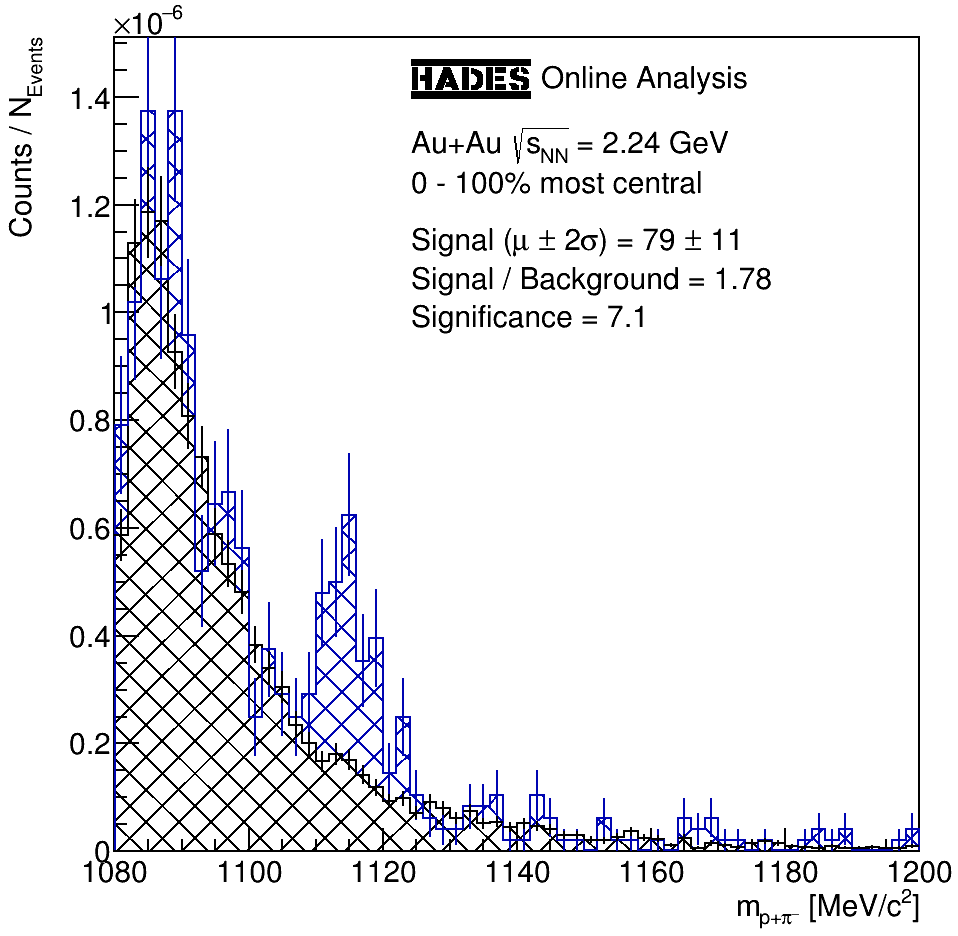 ×10⁻⁶
Counts / N_Events
HADES Online Analysis
Au+Au √s_NN = 2.24 GeV
0 - 100% most central
Signal (μ ± 2σ) = 79 ± 11
Signal / Background = 1.78
Significance = 7.1
1.4
1.2
1
0.8
0.6
0.4
0.2
0
1080 1100 1120 1140 1160 1180 1200
m_p+π⁻ [MeV/c²]